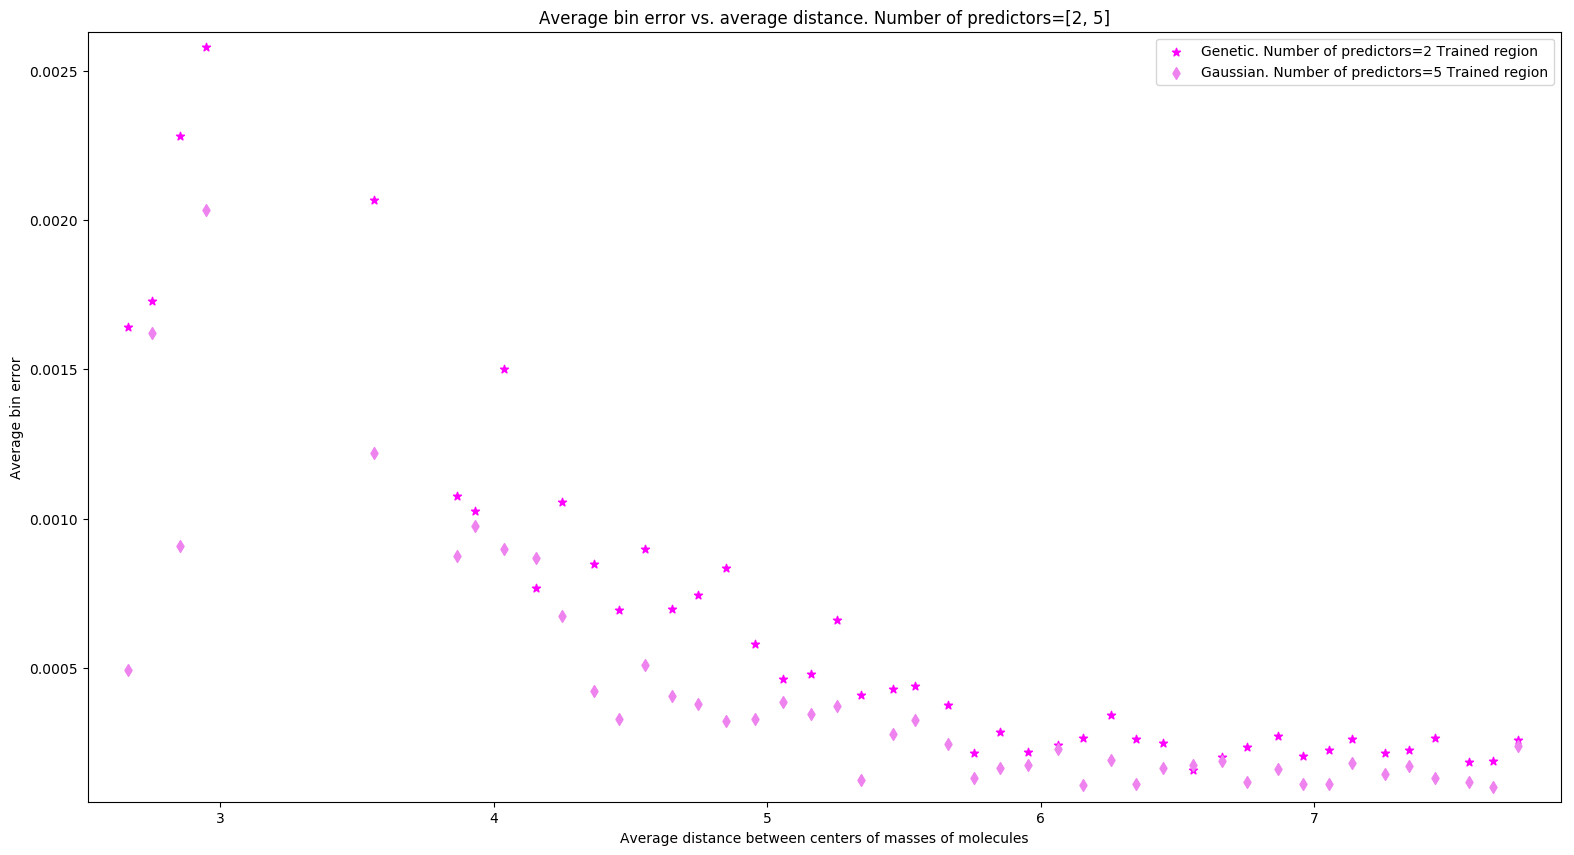 Average bin error vs. average distance. Number of predictors=[2, 5]
Genetic. Number of predictors=2 Trained region
Gaussian. Number of predictors=5 Trained region
Average bin error
0.0025
0.0020
0.0015
0.0010
0.0005
3
4
5
6
7
Average distance between centers of masses of molecules